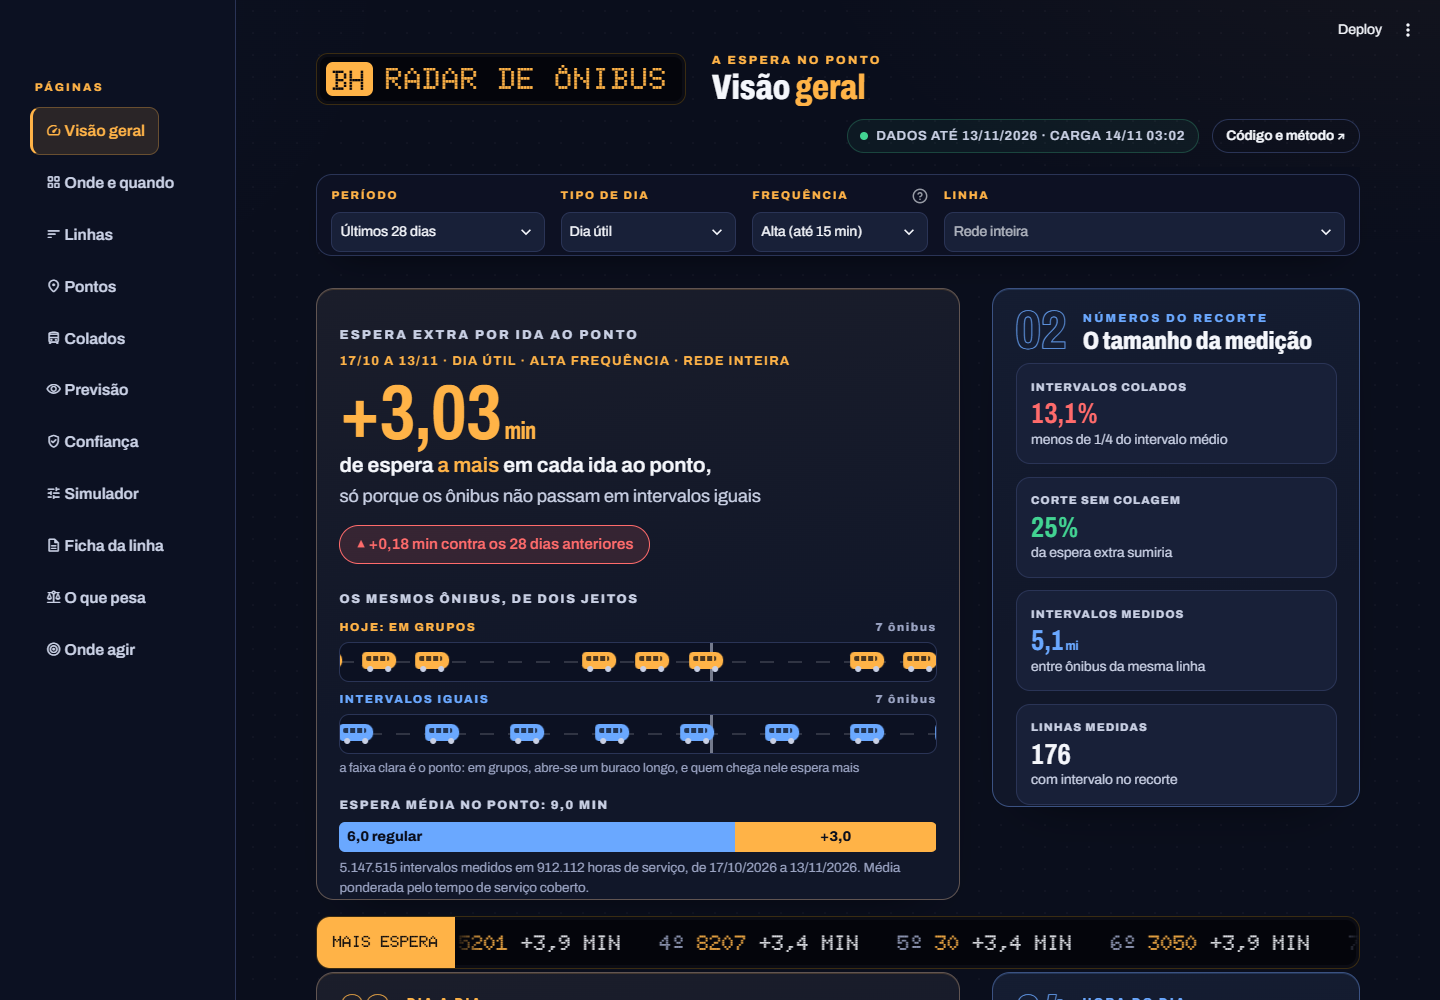 Deploy
PÁGINAS
Visão geral
Onde e quando
Linhas
Pontos
Colados
Previsão
Confiança
Simulador
Ficha da linha
O que pesa
Onde agir
BH RADAR DE ÔNIBUS
A ESPERA NO PONTO
Visão geral
DADOS ATÉ 13/11/2026 · CARGA 14/11 03:02
Código e método ↗
PERÍODO
Últimos 28 dias
TIPO DE DIA
Dia útil
FREQUÊNCIA
Alta (até 15 min)
LINHA
Rede inteira
ESPERA EXTRA POR IDA AO PONTO
17/10 A 13/11 · DIA ÚTIL · ALTA FREQUÊNCIA · REDE INTEIRA
+3,03 min
de espera a mais em cada ida ao ponto,
só porque os ônibus não passam em intervalos iguais
▲ +0,18 min contra os 28 dias anteriores
OS MESMOS ÔNIBUS, DE DOIS JEITOS
HOJE: EM GRUPOS 7 ônibus
INTERVALOS IGUAIS 7 ônibus
a faixa clara é o ponto: em grupos, abre-se um buraco longo, e quem chega nele espera mais
ESPERA MÉDIA NO PONTO: 9,0 MIN
6,0 regular +3,0
5.147.515 intervalos medidos em 912.112 horas de serviço, de 17/10/2026 a 13/11/2026. Média
ponderada pelo tempo de serviço coberto.
02
NÚMEROS DO RECORTE
O tamanho da medição
INTERVALOS COLADOS
13,1%
menos de 1/4 do intervalo médio
CORTE SEM COLAGEM
25%
da espera extra sumiria
INTERVALOS MEDIDOS
5,1 mi
entre ônibus da mesma linha
LINHAS MEDIDAS
176
com intervalo no recorte
MAIS ESPERA 5201 +3,9 MIN 4º 8207 +3,4 MIN 5º 30 +3,4 MIN 6º 3050 +3,9 MIN
DIA A DIA
HORA DO DIA